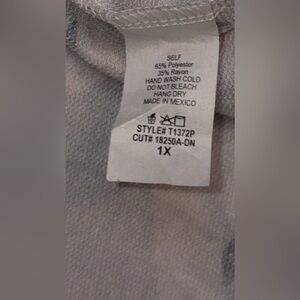 SELF
65% Polyester
35% Rayon
HAND WASH COLD
DO NOT BLEACH
HANG DRY
MADE IN MEXICO
STYLE# T1372P
CUT# 18250A-DN
1X